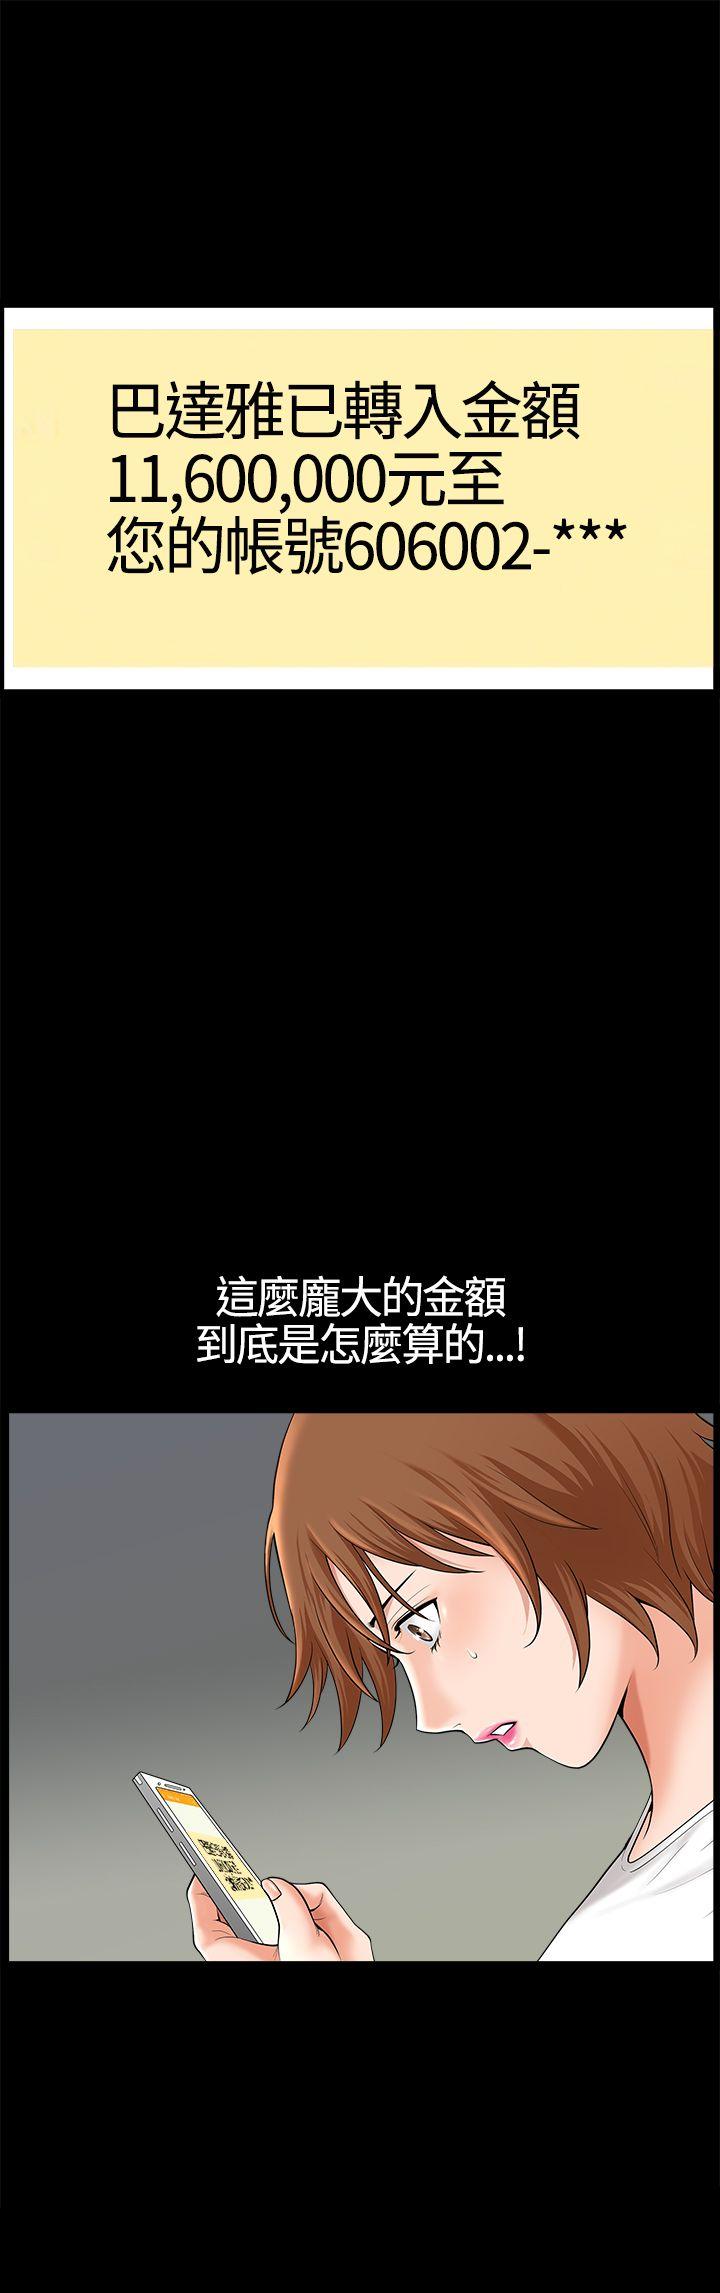 巴達雅已轉入金額
11,600,000元至
您的帳號606002-***
這麼龐大的金額
到底是怎麼算的...!